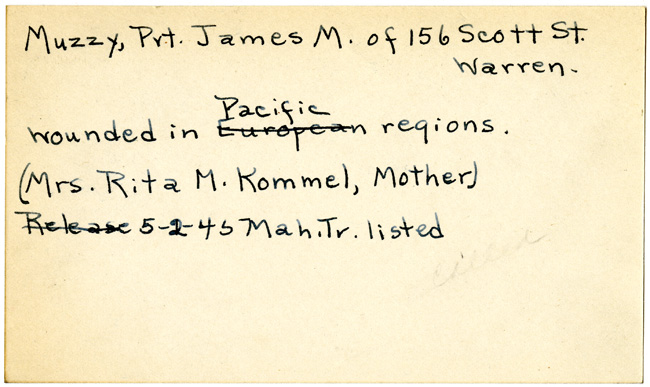 Muzzy, Pvt. James M. of 156 Scott St.
Warren.
Pacific
wounded in European regions.
(Mrs. Rita M. Kommel, Mother)
Release 5-2-45 Mah. Tr. listed